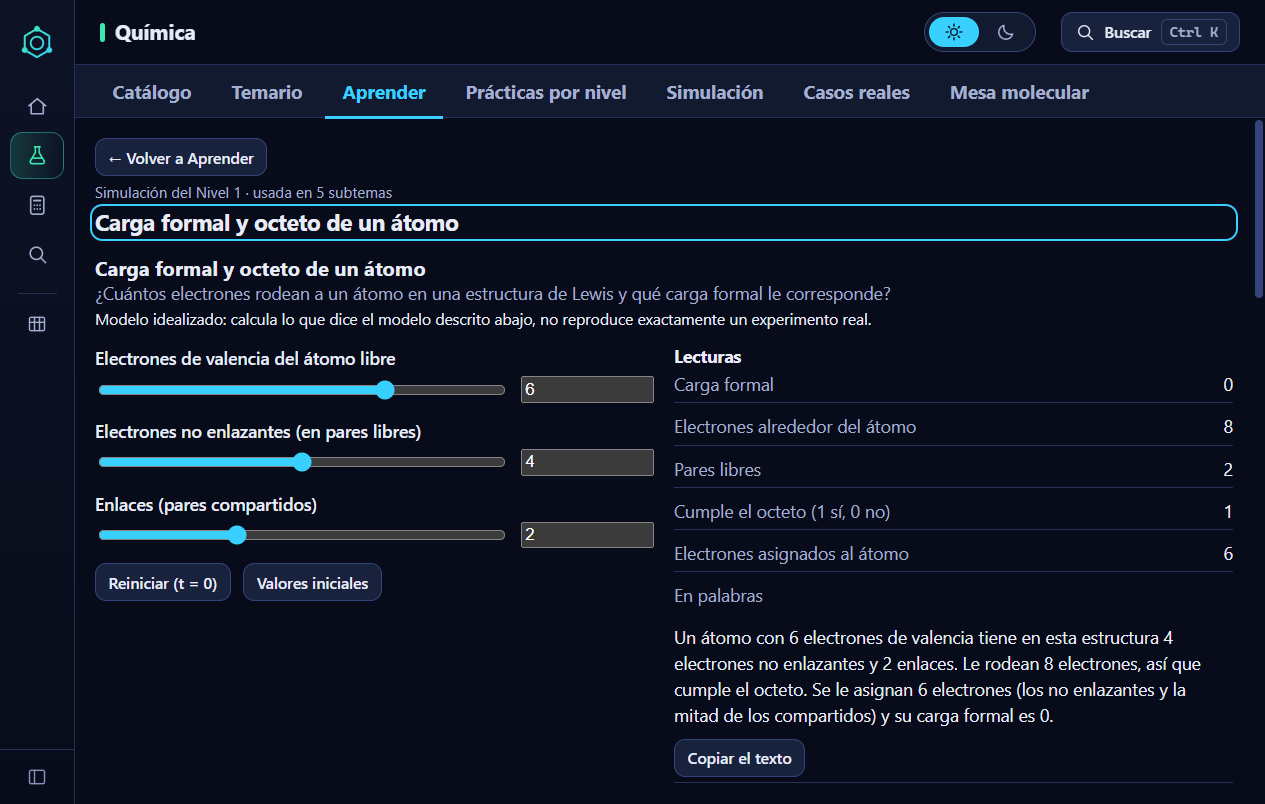 Química
Buscar Ctrl K
Catálogo Temario Aprender Prácticas por nivel Simulación Casos reales Mesa molecular
← Volver a Aprender
Simulación del Nivel 1 · usada en 5 subtemas
Carga formal y octeto de un átomo
Carga formal y octeto de un átomo
¿Cuántos electrones rodean a un átomo en una estructura de Lewis y qué carga formal le corresponde?
Modelo idealizado: calcula lo que dice el modelo descrito abajo, no reproduce exactamente un experimento real.
Electrones de valencia del átomo libre
6
Electrones no enlazantes (en pares libres)
4
Enlaces (pares compartidos)
2
Reiniciar (t = 0) Valores iniciales
Lecturas
Carga formal 0
Electrones alrededor del átomo 8
Pares libres 2
Cumple el octeto (1 sí, 0 no) 1
Electrones asignados al átomo 6
En palabras
Un átomo con 6 electrones de valencia tiene en esta estructura 4
electrones no enlazantes y 2 enlaces. Le rodean 8 electrones, así que
cumple el octeto. Se le asignan 6 electrones (los no enlazantes y la
mitad de los compartidos) y su carga formal es 0.
Copiar el texto